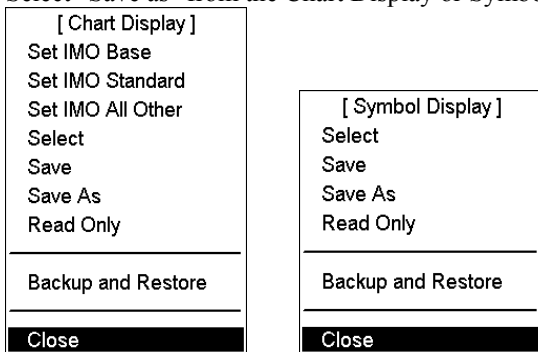 Select "Save as" from the Chart Display or
[ Chart Display ]
Set IMO Base
Set IMO Standard
Set IMO All Other
Select
Save
Save As
Read Only
Backup and Restore
Close
[ Symbol Display ]
Select
Save
Save As
Read Only
Backup and Restore
Close